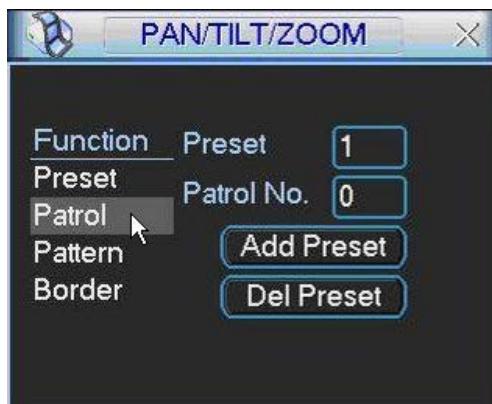 PAN/TILT/ZOOM
Function
Preset
Patrol
Pattern
Border
Preset 1
Patrol No. 0
Add Preset
Del Preset